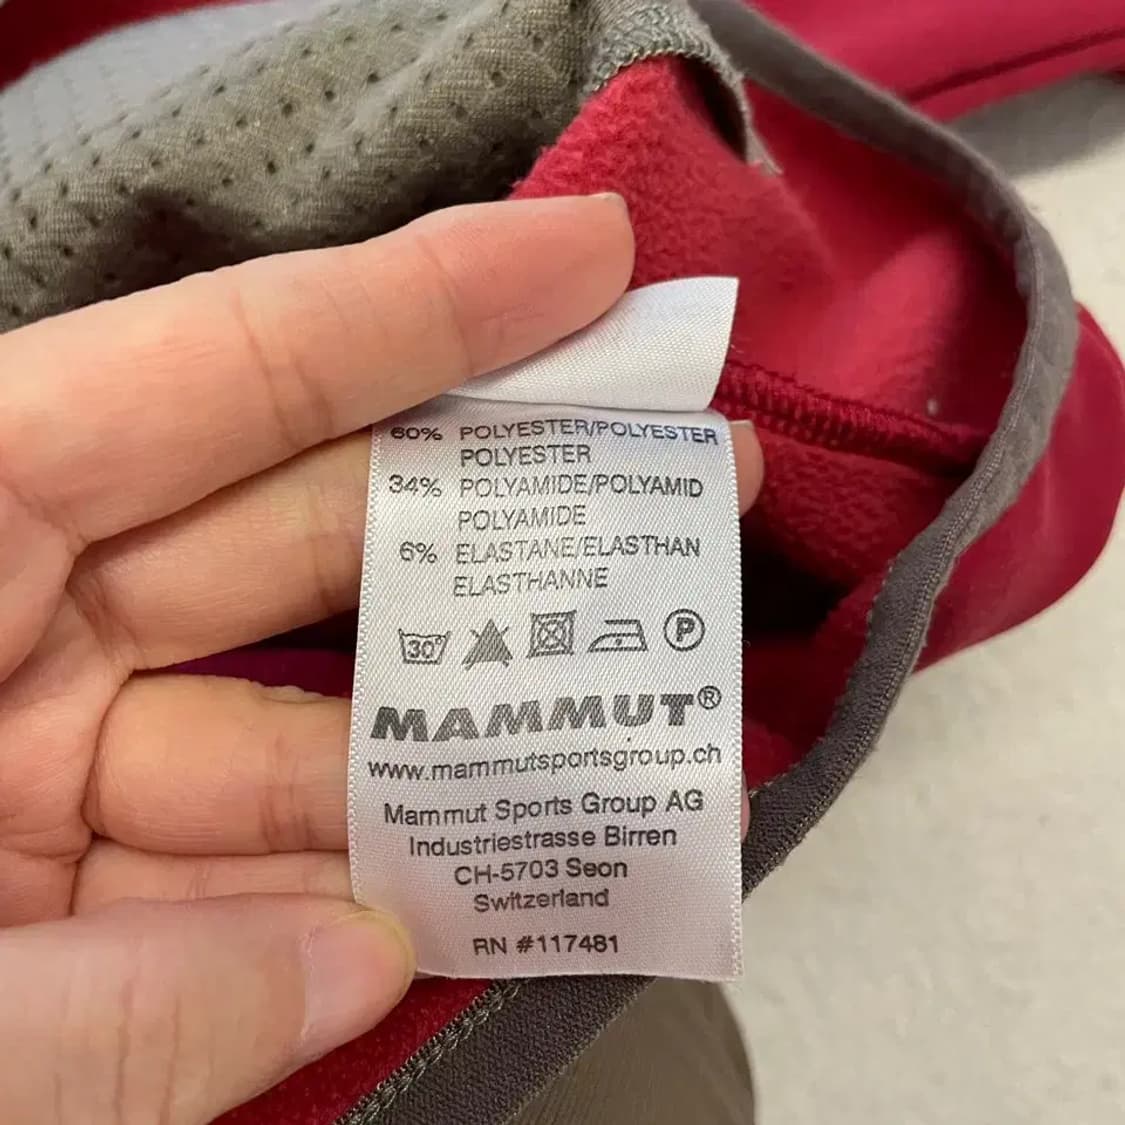 60% POLYESTER/POLYESTER
POLYESTER
34% POLYAMIDE/POLYAMID
POLYAMIDE
6% ELASTANE/ELASTHAN
ELASTHANNE
30° P
MAMMUT®
www.mammutsportsgroup.ch
Mammut Sports Group AG
Industriestrasse Birren
CH-5703 Seon
Switzerland
RN #117481